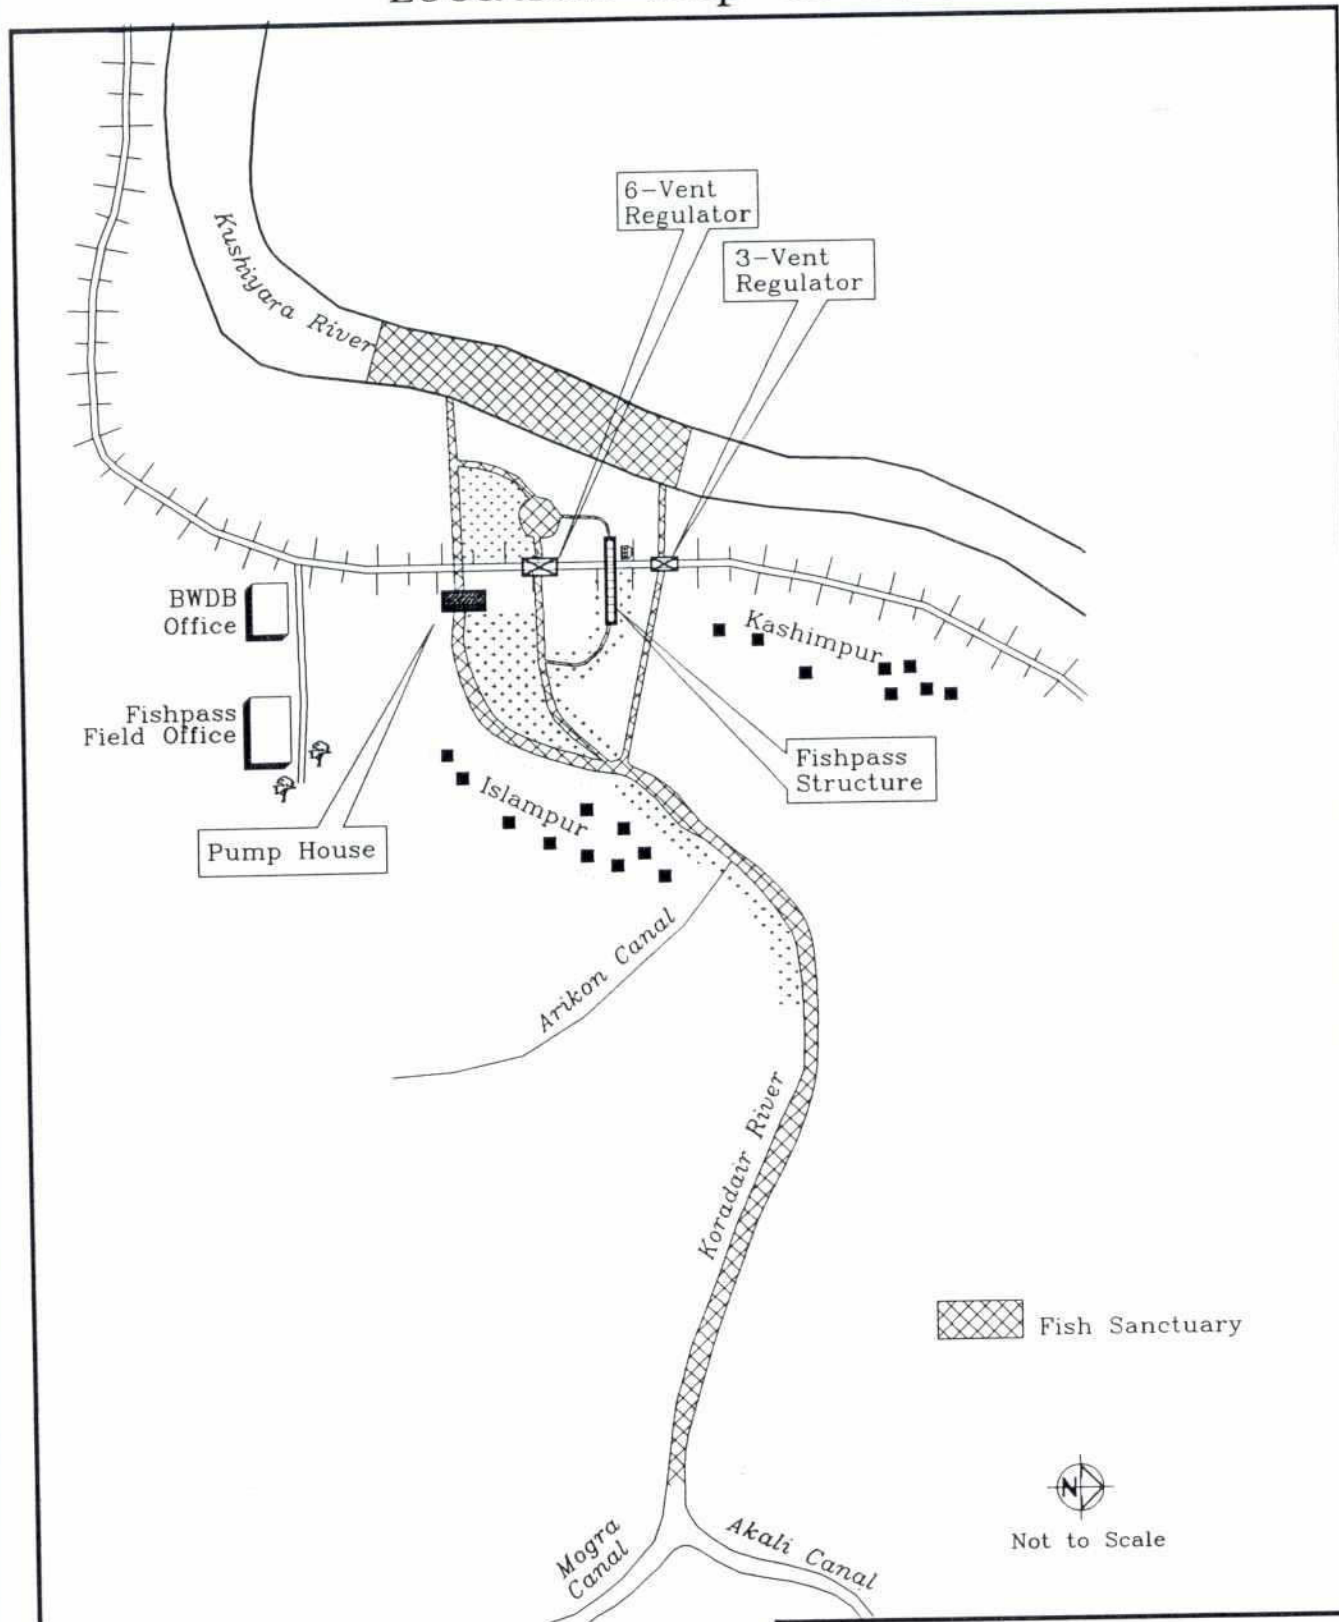 6-Vent
Regulator
3-Vent
Regulator
Kushiyara River
BWDB
Office
Kashimpur
Fishpass
Field Office
Fishpass
Structure
Islampur
Pump House
Arikon Canal
Koradair River
Fish Sanctuary
N
Not to Scale
Mogra
Canal
Akali Canal